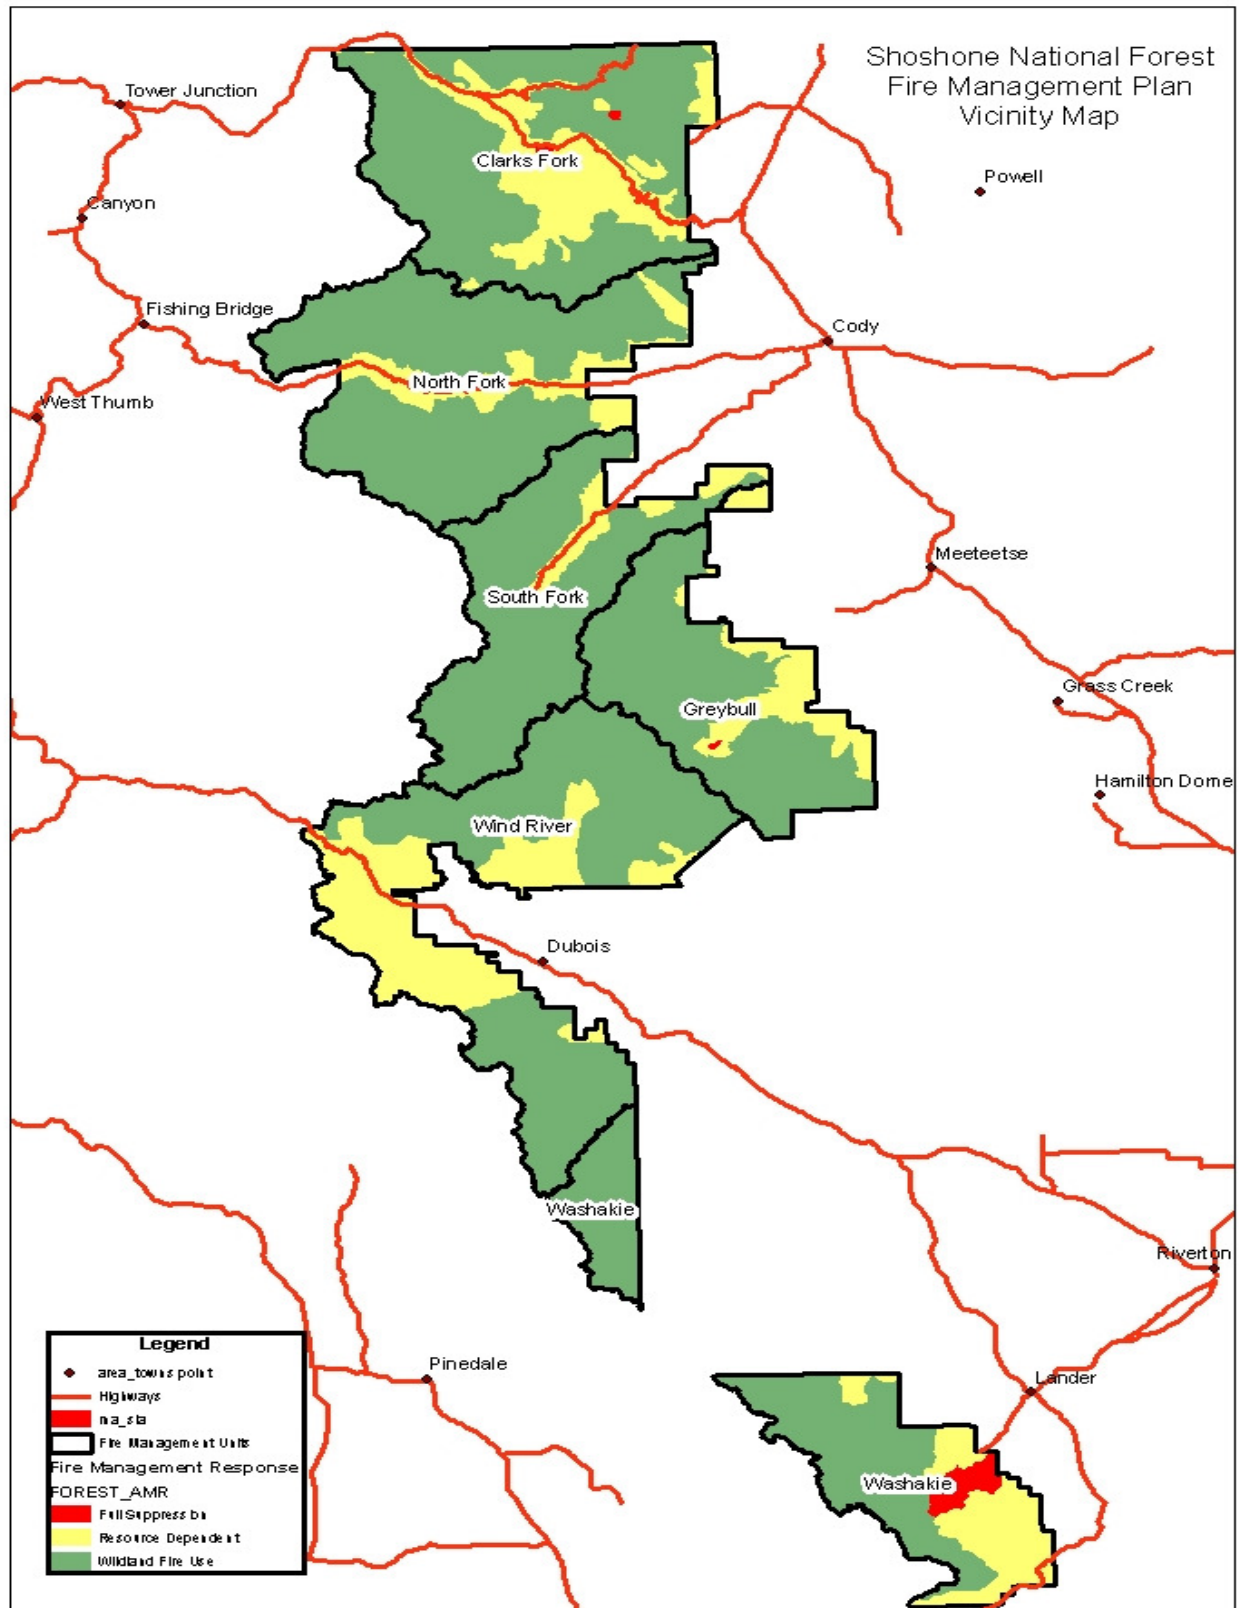 Shoshone National Forest
Fire Management Plan
Vicinity Map
Tower Junction
Clarks Fork
Powell
Canyon
Fishing Bridge
Cody
North Fork
West Thumb
Meeteetse
South Fork
Grass Creek
Greybull
Hamilton Dome
Wind River
Dubois
Washakie
Riverton
Pinedale
Lander
Washakie
Legend
area_towns point
Highways
Fire Management Units
Fire Management Response
FOREST_AMR
Full Suppression
Resource Dependent
Wildland Fire Use